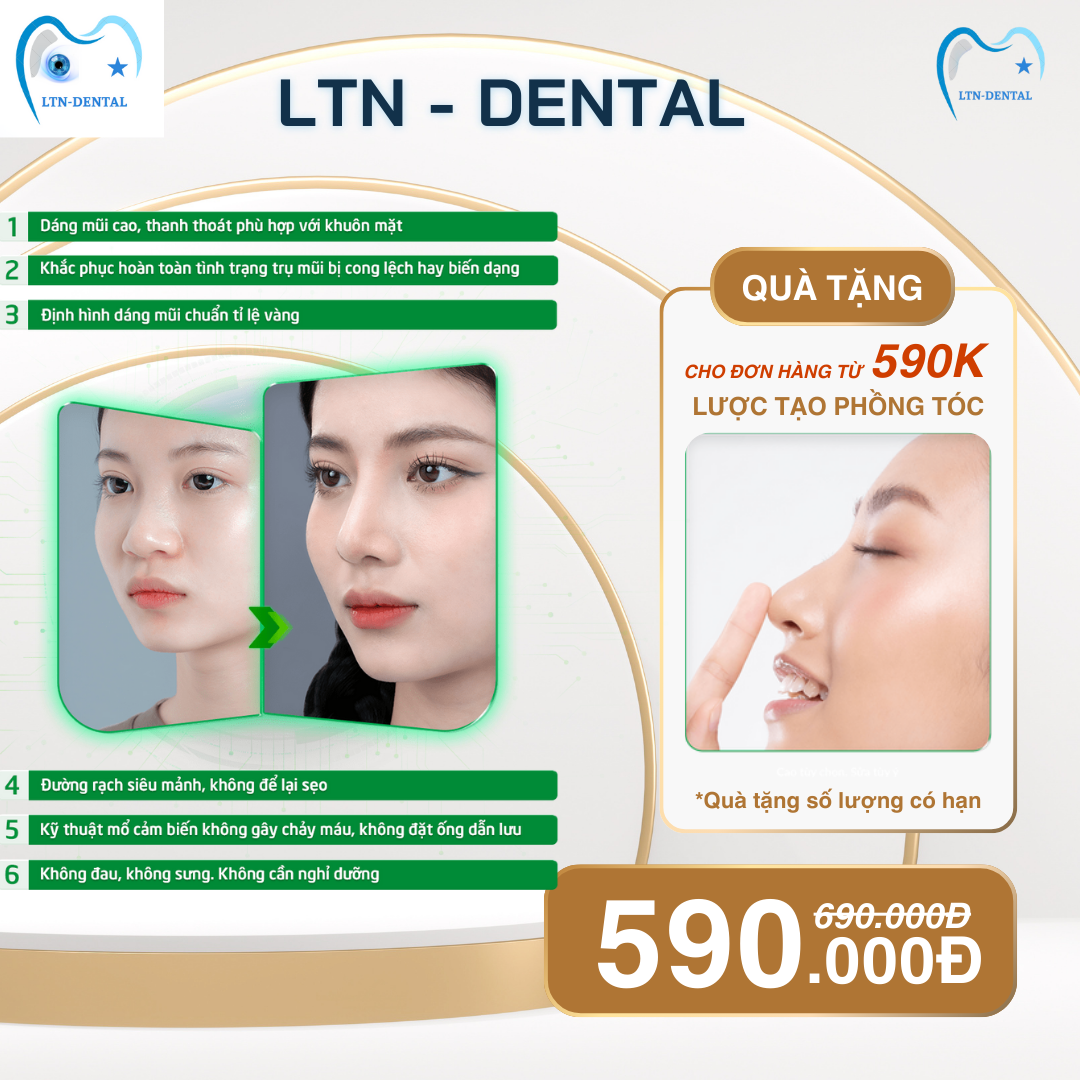 LTN-DENTAL
LTN - DENTAL
LTN-DENTAL
1 Dáng mũi cao, thanh thoát phù hợp với khuôn mặt
2 Khắc phục hoàn toàn tình trạng trụ mũi bị cong lệch hay biến dạng
3 Định hình dáng mũi chuẩn tỉ lệ vàng
QUÀ TẶNG
CHO ĐƠN HÀNG TỪ 590K
LƯỢC TẠO PHỒNG TÓC
*Quà tặng số lượng có hạn
4 Đường rạch siêu mảnh, không để lại sẹo
5 Kỹ thuật mổ cảm biến không gây chảy máu, không đặt ống dẫn lưu
6 Không đau, không sưng. Không cần nghỉ dưỡng
690.000Đ
590.000Đ